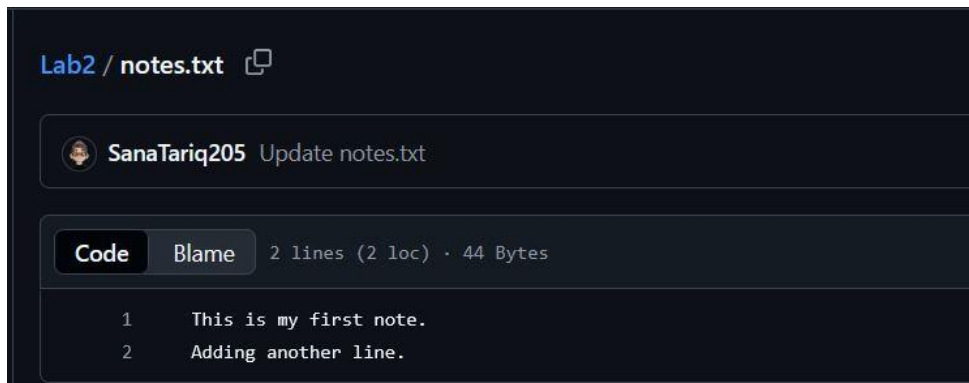 Lab2 / notes.txt
SanaTariq205 Update notes.txt
Code Blame 2 lines (2 loc) · 44 Bytes
1 This is my first note.
2 Adding another line.